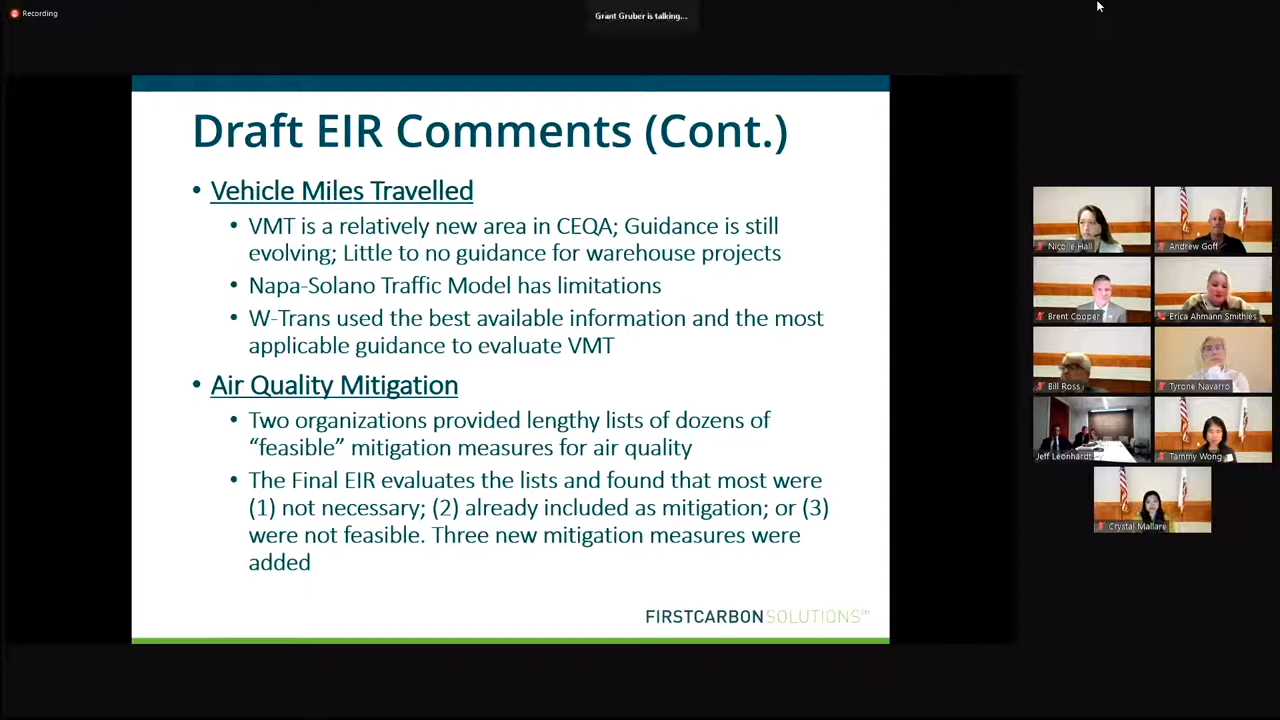 Recording
Grant Gruber is talking...
Draft EIR Comments (Cont.)
• Vehicle Miles Travelled
• VMT is a relatively new area in CEQA; Guidance is still
evolving; Little to no guidance for warehouse projects
• Napa-Solano Traffic Model has limitations
• W-Trans used the best available information and the most
applicable guidance to evaluate VMT
• Air Quality Mitigation
• Two organizations provided lengthy lists of dozens of
“feasible” mitigation measures for air quality
• The Final EIR evaluates the lists and found that most were
(1) not necessary; (2) already included as mitigation; or (3)
were not feasible. Three new mitigation measures were
added
FIRSTCARBONSOLUTIONS™
Nicolle Hall
Andrew Goff
Brent Cooper
Erica Ahmann Smithies
Bill Ross
Tyrone Navarro
Jeff Leonhardt
Tammy Wong
Crystal Mallare